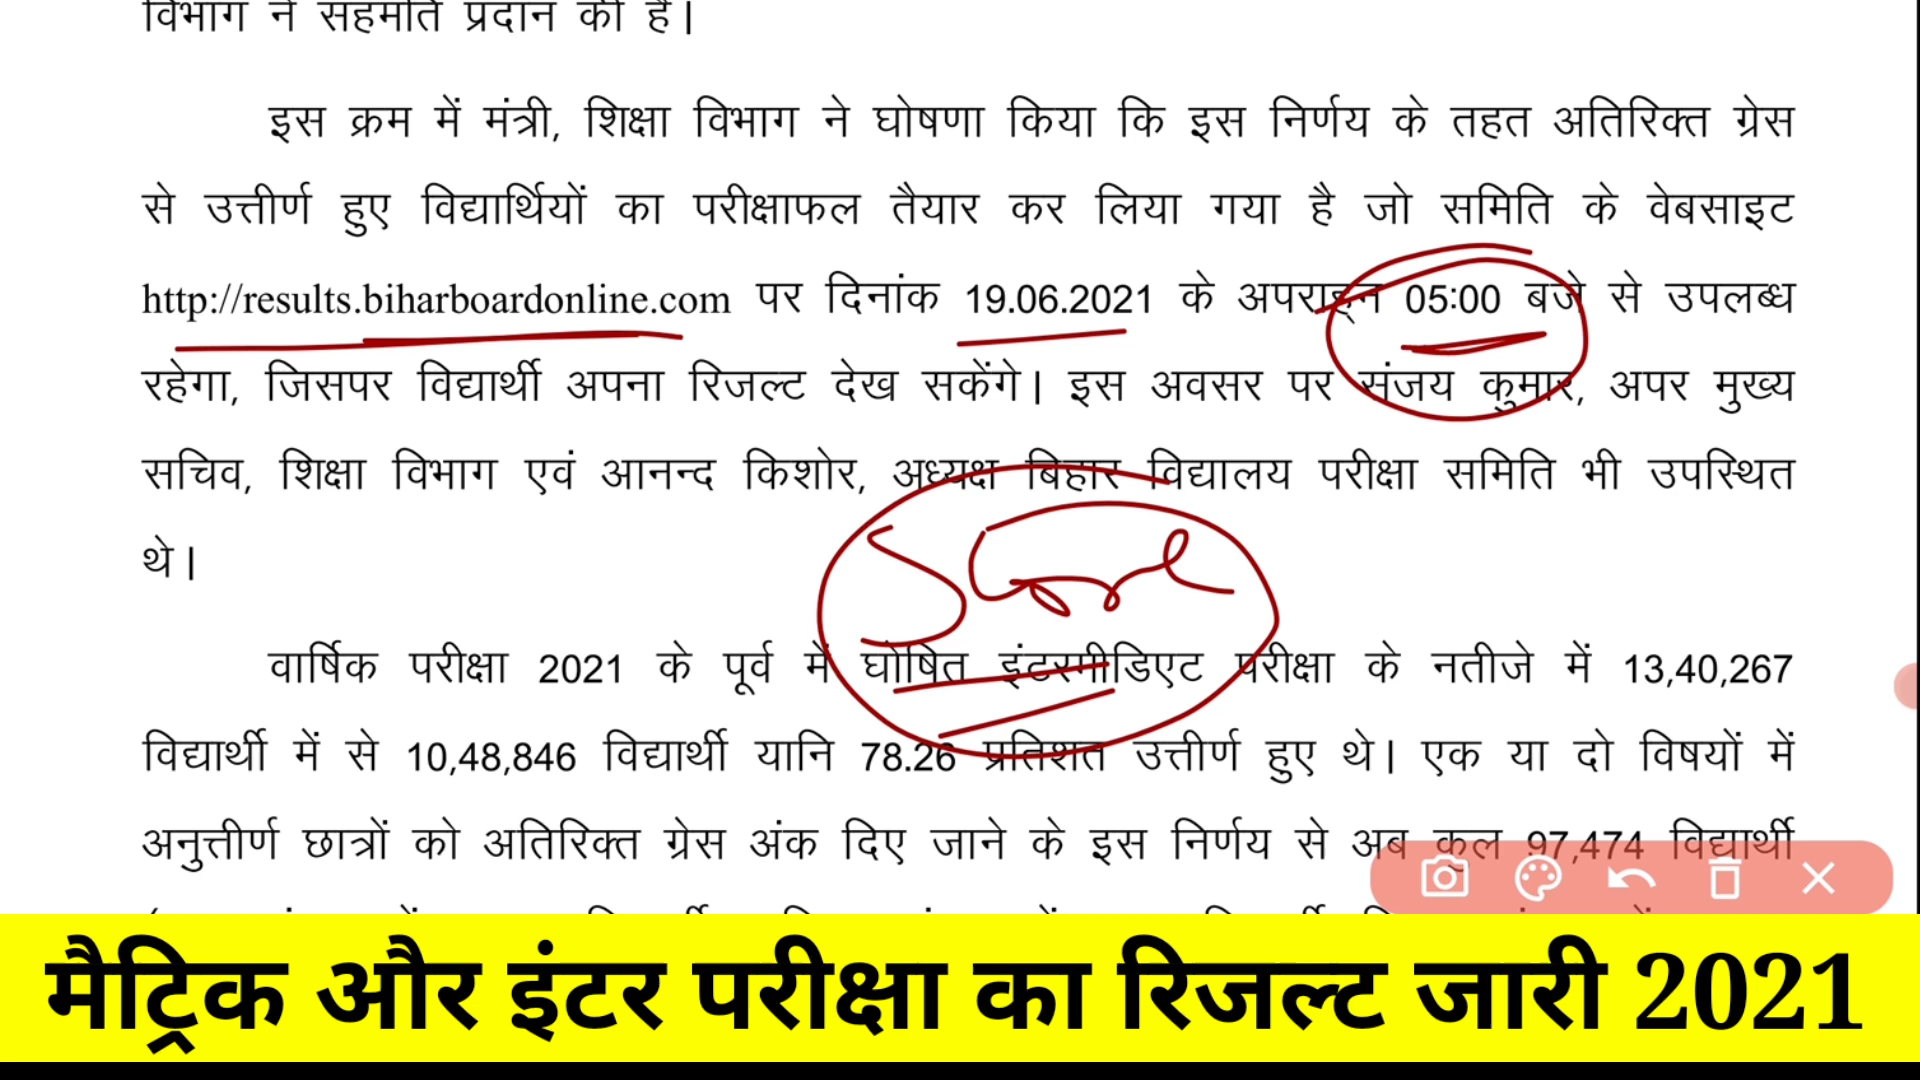 विभाग ने सहमति प्रदान की है।
इस क्रम में मंत्री, शिक्षा विभाग ने घोषणा किया कि इस निर्णय के तहत अतिरिक्त ग्रेस
से उत्तीर्ण हुए विद्यार्थियों का परीक्षाफल तैयार कर लिया गया है जो समिति के वेबसाइट
http://results.biharboardonline.com पर दिनांक 19.06.2021 के अपराह्न 05:00 बजे से उपलब्ध
रहेगा, जिसपर विद्यार्थी अपना रिजल्ट देख सकेंगे। इस अवसर पर संजय कुमार, अपर मुख्य
सचिव, शिक्षा विभाग एवं आनन्द किशोर, अध्यक्ष बिहार विद्यालय परीक्षा समिति भी उपस्थित
थे।
वार्षिक परीक्षा 2021 के पूर्व में घोषित इंटरमीडिएट परीक्षा के नतीजे में 13,40,267
विद्यार्थी में से 10,48,846 विद्यार्थी यानि 78.26 प्रतिशत उत्तीर्ण हुए थे। एक या दो विषयों में
अनुत्तीर्ण छात्रों को अतिरिक्त ग्रेस अंक दिए जाने के इस निर्णय से अब कुल 97,474 विद्यार्थी
मैट्रिक और इंटर परीक्षा का रिजल्ट जारी 2021